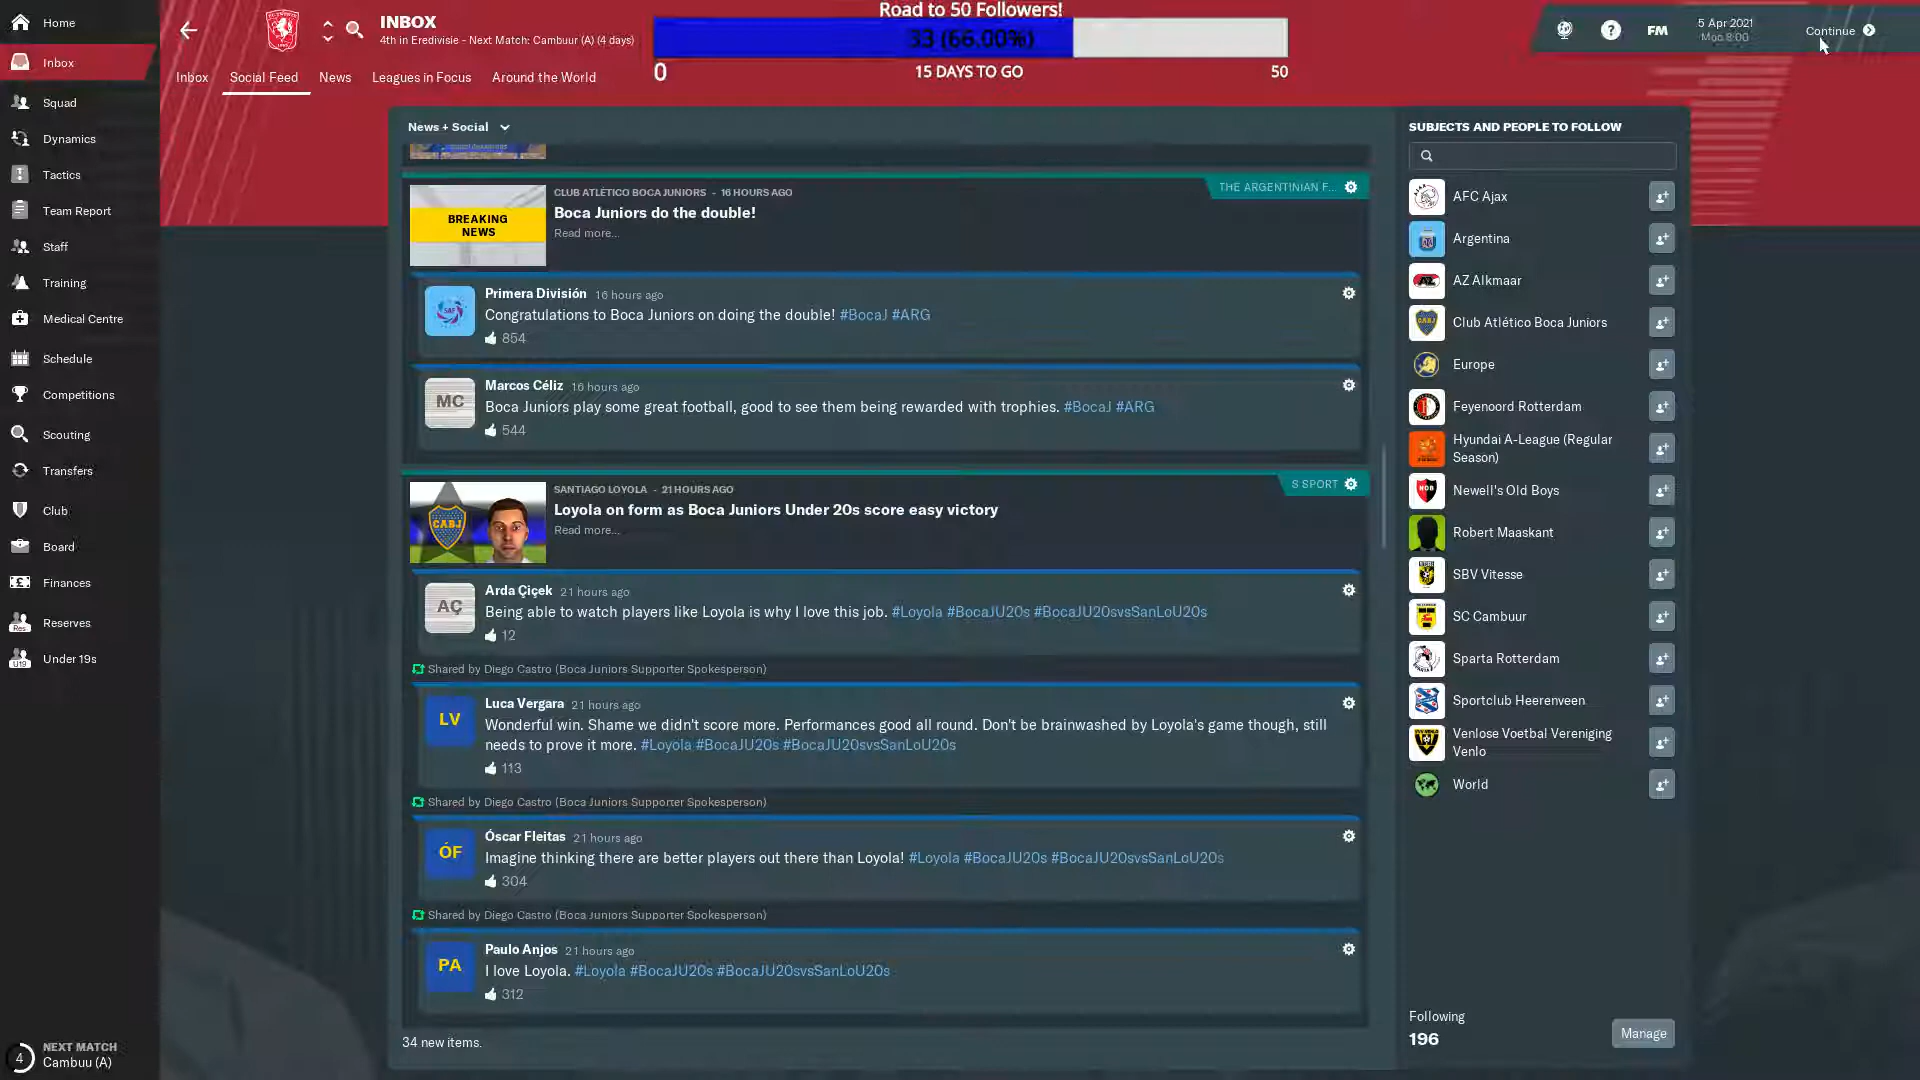 Home
Inbox
Squad
Dynamics
Tactics
Team Report
Staff
Training
Medical Centre
Schedule
Competitions
Scouting
Transfers
Club
Board
Finances
Reserves
Under 19s
4
NEXT MATCH
Cambuu (A)
INBOX
4th in Eredivisie - Next Match: Cambuur (A) (4 days)
Inbox
Social Feed
News
Leagues in Focus
Around the World
Road to 50 Followers!
33 (66.00%)
0
15 DAYS TO GO
50
FM
5 Apr 2021
Mon 8:00
Continue
News + Social
BREAKING
NEWS
CLUB ATLÉTICO BOCA JUNIORS - 16 HOURS AGO
THE ARGENTINIAN F...
Boca Juniors do the double!
Read more...
Primera División 16 hours ago
Congratulations to Boca Juniors on doing the double! #BocaJ #ARG
854
MC
Marcos Céliz 16 hours ago
Boca Juniors play some great football, good to see them being rewarded with trophies. #BocaJ #ARG
544
CABJ
SANTIAGO LOYOLA - 21 HOURS AGO
S SPORT
Loyola on form as Boca Juniors Under 20s score easy victory
Read more...
AÇ
Arda Çiçek 21 hours ago
Being able to watch players like Loyola is why I love this job. #Loyola #BocaJU20s #BocaJU20svsSanLoU20s
12
Shared by Diego Castro (Boca Juniors Supporter Spokesperson)
LV
Luca Vergara 21 hours ago
Wonderful win. Shame we didn't score more. Performances good all round. Don't be brainwashed by Loyola's game though, still
needs to prove it more. #Loyola #BocaJU20s #BocaJU20svsSanLoU20s
113
Shared by Diego Castro (Boca Juniors Supporter Spokesperson)
ÓF
Óscar Fleitas 21 hours ago
Imagine thinking there are better players out there than Loyola! #Loyola #BocaJU20s #BocaJU20svsSanLoU20s
304
Shared by Diego Castro (Boca Juniors Supporter Spokesperson)
PA
Paulo Anjos 21 hours ago
I love Loyola. #Loyola #BocaJU20s #BocaJU20svsSanLoU20s
312
34 new items.
SUBJECTS AND PEOPLE TO FOLLOW
AFC Ajax
Argentina
AZ Alkmaar
Club Atlético Boca Juniors
Europe
Feyenoord Rotterdam
Hyundai A-League (Regular
Season)
Newell's Old Boys
Robert Maaskant
SBV Vitesse
SC Cambuur
Sparta Rotterdam
Sportclub Heerenveen
Venlose Voetbal Vereniging
Venlo
World
Following
196
Manage